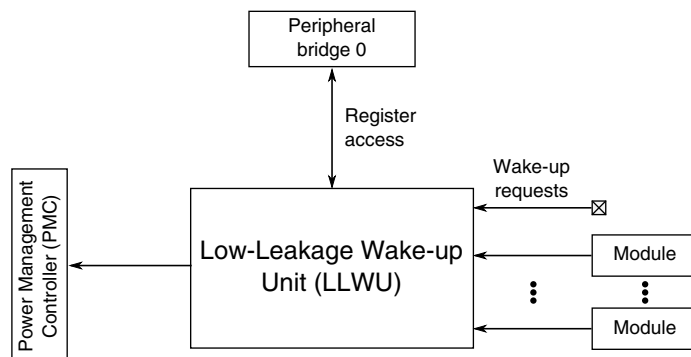 Peripheral
bridge 0
Register
access
Wake-up
requests
Power Management
Controller (PMC)
Low-Leakage Wake-up
Unit (LLWU)
Module
Module